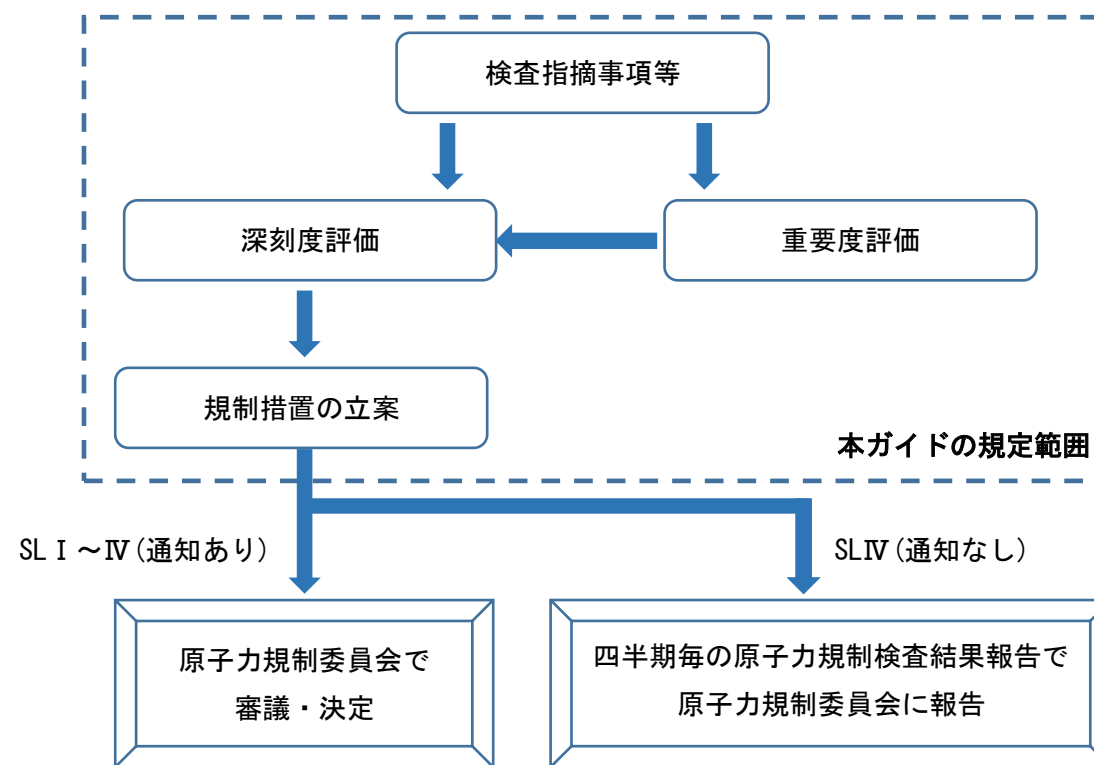 検査指摘事項等
深刻度評価
重要度評価
規制措置の立案
本ガイドの規定範囲
SLⅠ～Ⅳ(通知あり)
SLⅣ(通知なし)
原子力規制委員会で
審議・決定
四半期毎の原子力規制検査結果報告で
原子力規制委員会に報告